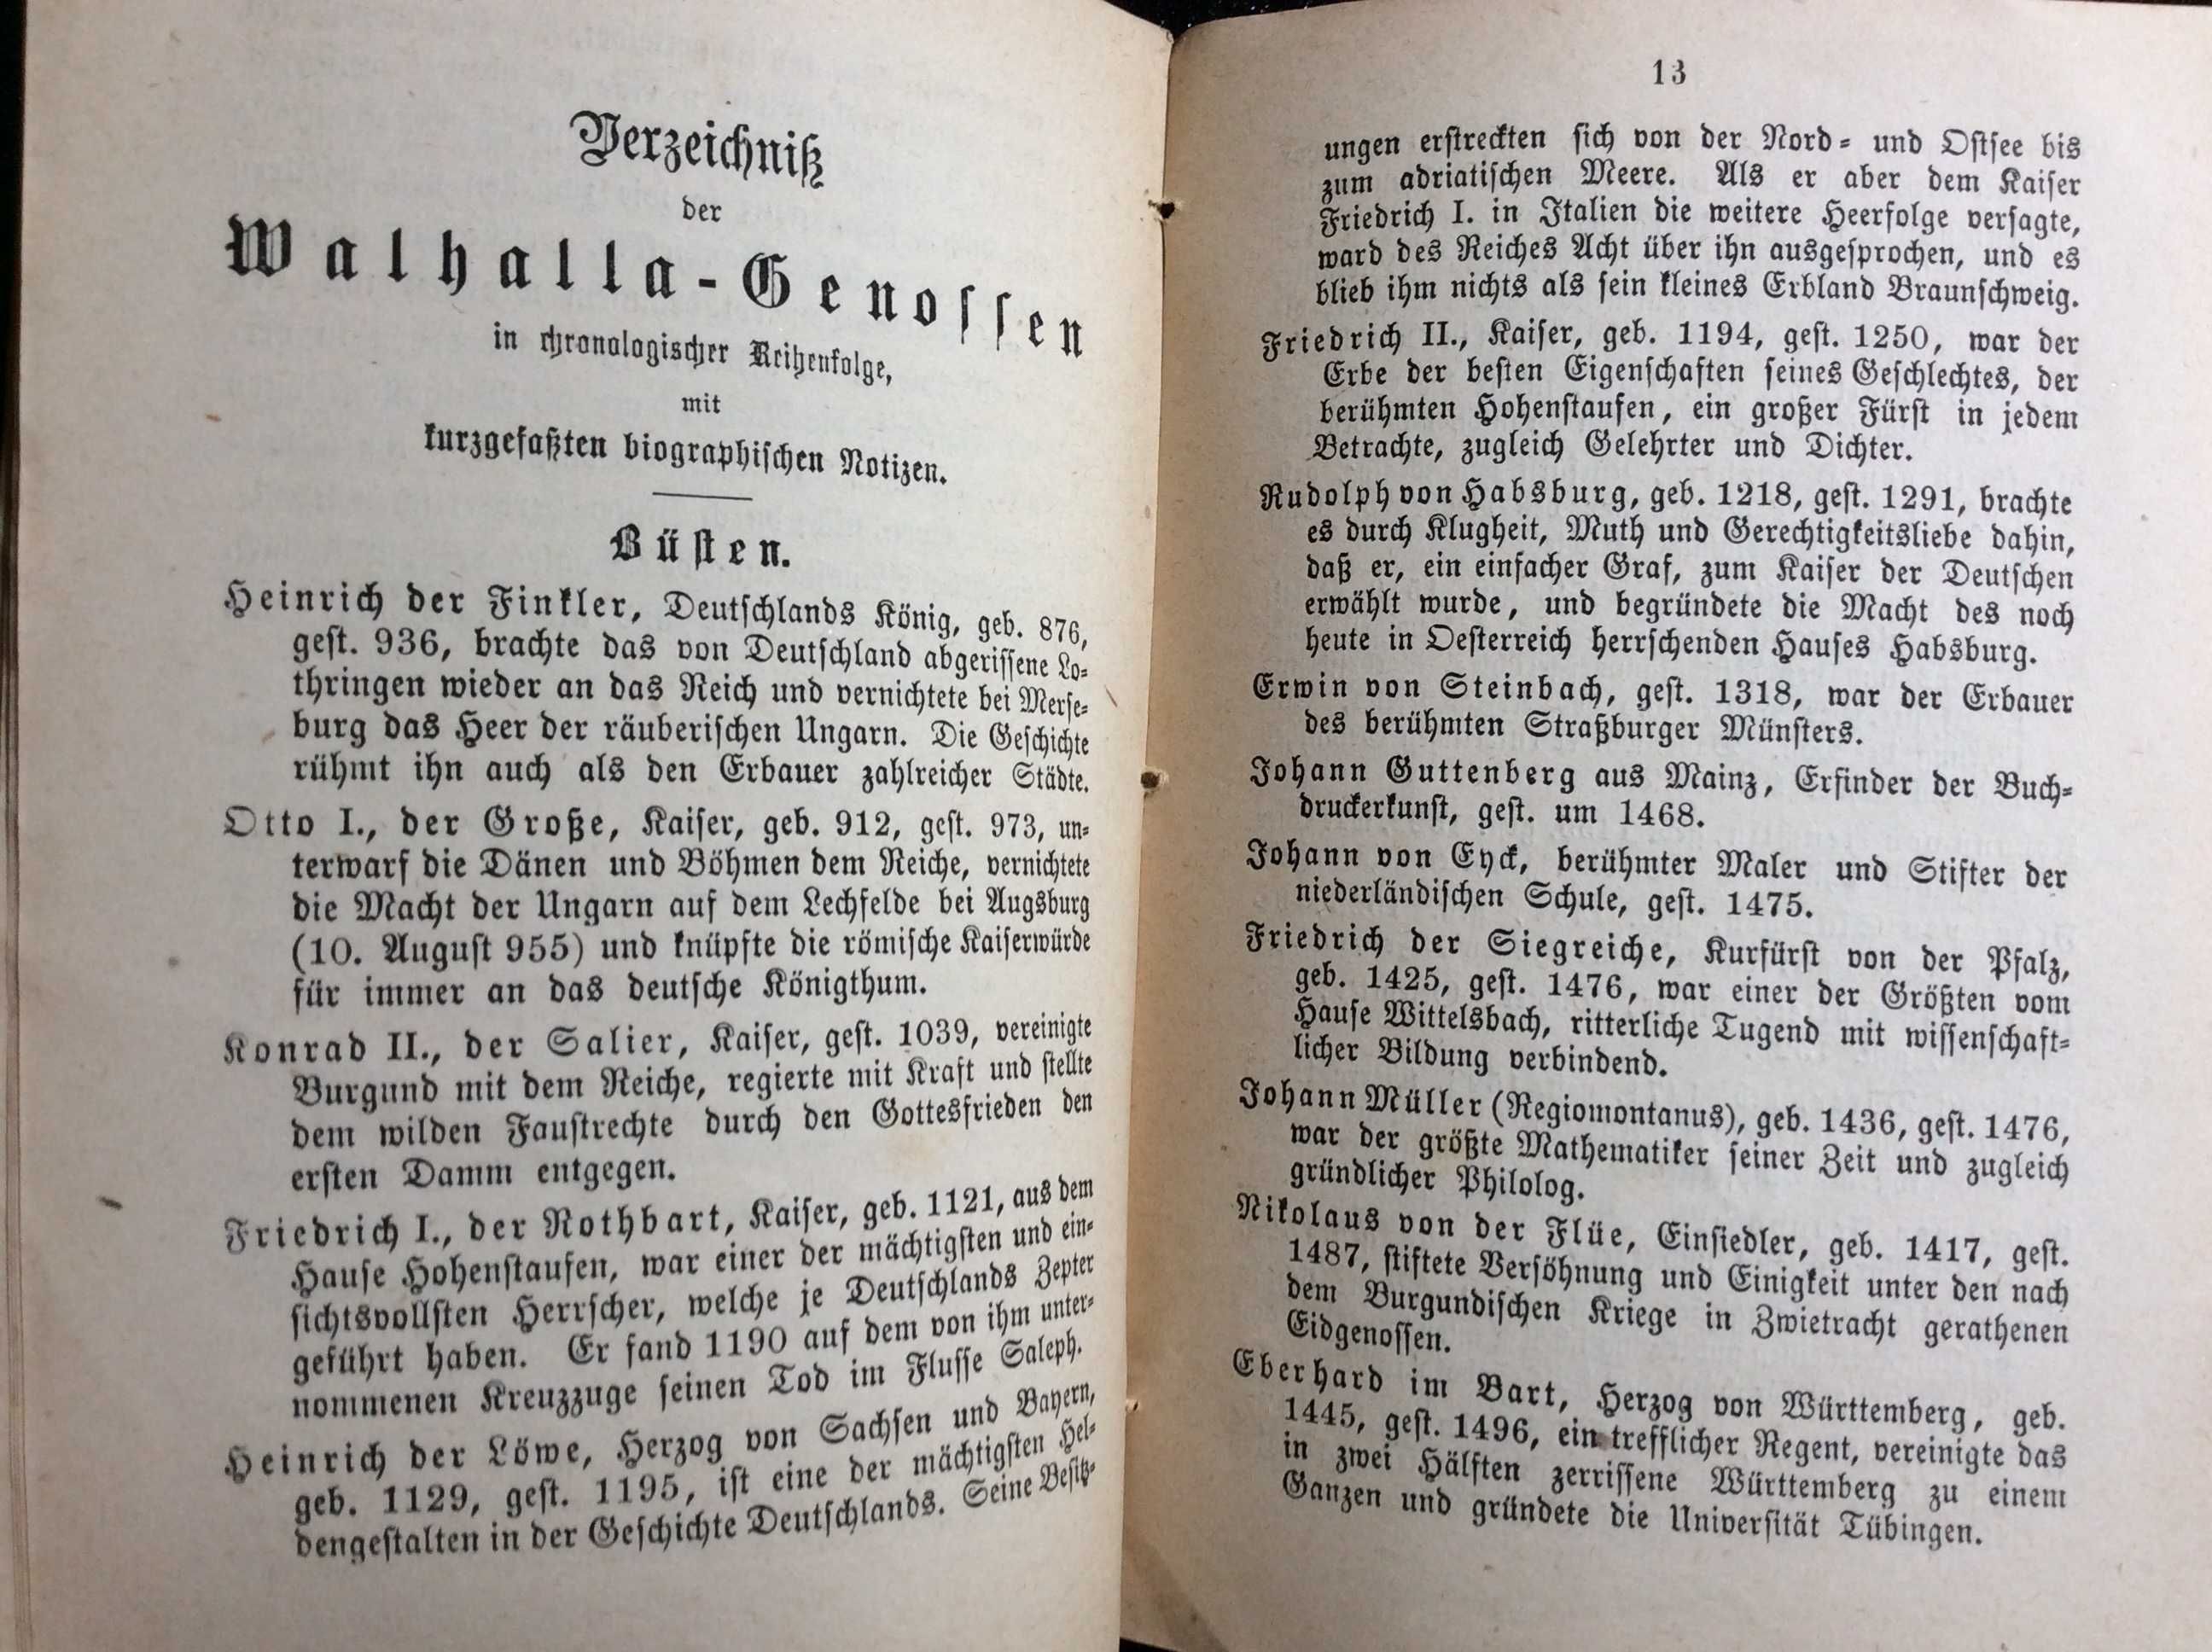 Verzeichniß
der
Walhalla-Genossen
in chronologischer Reihenfolge,
mit
kurzgefaßten biographischen Notizen.
Büsten.
Heinrich der Finkler, Deutschlands König, geb. 876,
gest. 936, brachte das von Deutschland abgerissene Lo-
thringen wieder an das Reich und vernichtete bei Merse-
burg das Heer der räuberischen Ungarn. Die Geschichte
rühmt ihn auch als den Erbauer zahlreicher Städte.
Otto I., der Große, Kaiser, geb. 912, gest. 973, un-
terwarf die Dänen und Böhmen dem Reiche, vernichtete
die Macht der Ungarn auf dem Lechfelde bei Augsburg
(10. August 955) und knüpfte die römische Kaiserwürde
für immer an das deutsche Königthum.
Konrad II., der Salier, Kaiser, gest. 1039, vereinigte
Burgund mit dem Reiche, regierte mit Kraft und stellte
dem wilden Faustrechte durch den Gottesfrieden den
ersten Damm entgegen.
Friedrich I., der Rothbart, Kaiser, geb. 1121, aus dem
Hause Hohenstaufen, war einer der mächtigsten und ein-
sichtsvollsten Herrscher, welche je Deutschlands Zepter
geführt haben. Er fand 1190 auf dem von ihm unter-
nommenen Kreuzzuge seinen Tod im Flusse Saleph.
Heinrich der Löwe, Herzog von Sachsen und Bayern,
geb. 1129, gest. 1195, ist eine der mächtigsten Hel-
dengestalten in der Geschichte Deutschlands. Seine Besitz-
13
ungen erstreckten sich von der Nord- und Ostsee bis
zum adriatischen Meere. Als er aber dem Kaiser
Friedrich I. in Italien die weitere Heerfolge versagte,
ward des Reiches Acht über ihn ausgesprochen, und es
blieb ihm nichts als sein kleines Erbland Braunschweig.
Friedrich II., Kaiser, geb. 1194, gest. 1250, war der
Erbe der besten Eigenschaften seines Geschlechtes, der
berühmten Hohenstaufen, ein großer Fürst in jedem
Betrachte, zugleich Gelehrter und Dichter.
Rudolph von Habsburg, geb. 1218, gest. 1291, brachte
es durch Klugheit, Muth und Gerechtigkeitsliebe dahin,
daß er, ein einfacher Graf, zum Kaiser der Deutschen
erwählt wurde, und begründete die Macht des noch
heute in Oesterreich herrschenden Hauses Habsburg.
Erwin von Steinbach, gest. 1318, war der Erbauer
des berühmten Straßburger Münsters.
Johann Guttenberg aus Mainz, Erfinder der Buch-
druckerkunst, gest. um 1468.
Johann von Eyck, berühmter Maler und Stifter der
niederländischen Schule, gest. 1475.
Friedrich der Siegreiche, Kurfürst von der Pfalz,
geb. 1425, gest. 1476, war einer der Größten vom
Hause Wittelsbach, ritterliche Tugend mit wissenschaft-
licher Bildung verbindend.
Johann Müller (Regiomontanus), geb. 1436, gest. 1476,
war der größte Mathematiker seiner Zeit und zugleich
gründlicher Philolog.
Nikolaus von der Flüe, Einsiedler, geb. 1417, gest.
1487, stiftete Versöhnung und Einigkeit unter den nach
dem Burgundischen Kriege in Zwietracht gerathenen
Eidgenossen.
Eberhard im Bart, Herzog von Württemberg, geb.
1445, gest. 1496, ein trefflicher Regent, vereinigte das
in zwei Hälften zerrissene Württemberg zu einem
Ganzen und gründete die Universität Tübingen.